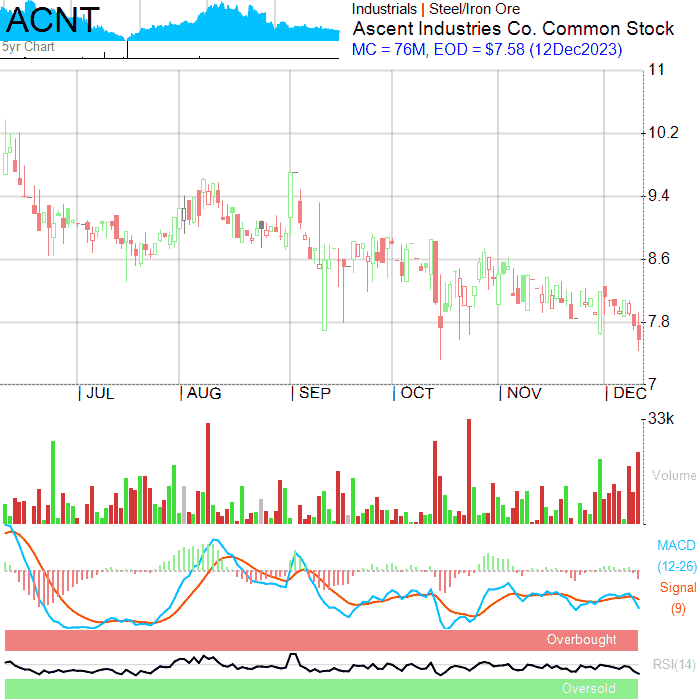 ACNT
5yr Chart
Industrials | Steel/Iron Ore
Ascent Industries Co. Common Stock
MC = 76M, EOD = $7.58 (12Dec2023)
11
10.2
9.4
8.6
7.8
7
JUL AUG SEP OCT NOV DEC
33k
Volume
MACD
(12-26)
Signal
(9)
Overbought
RSI(14)
Oversold